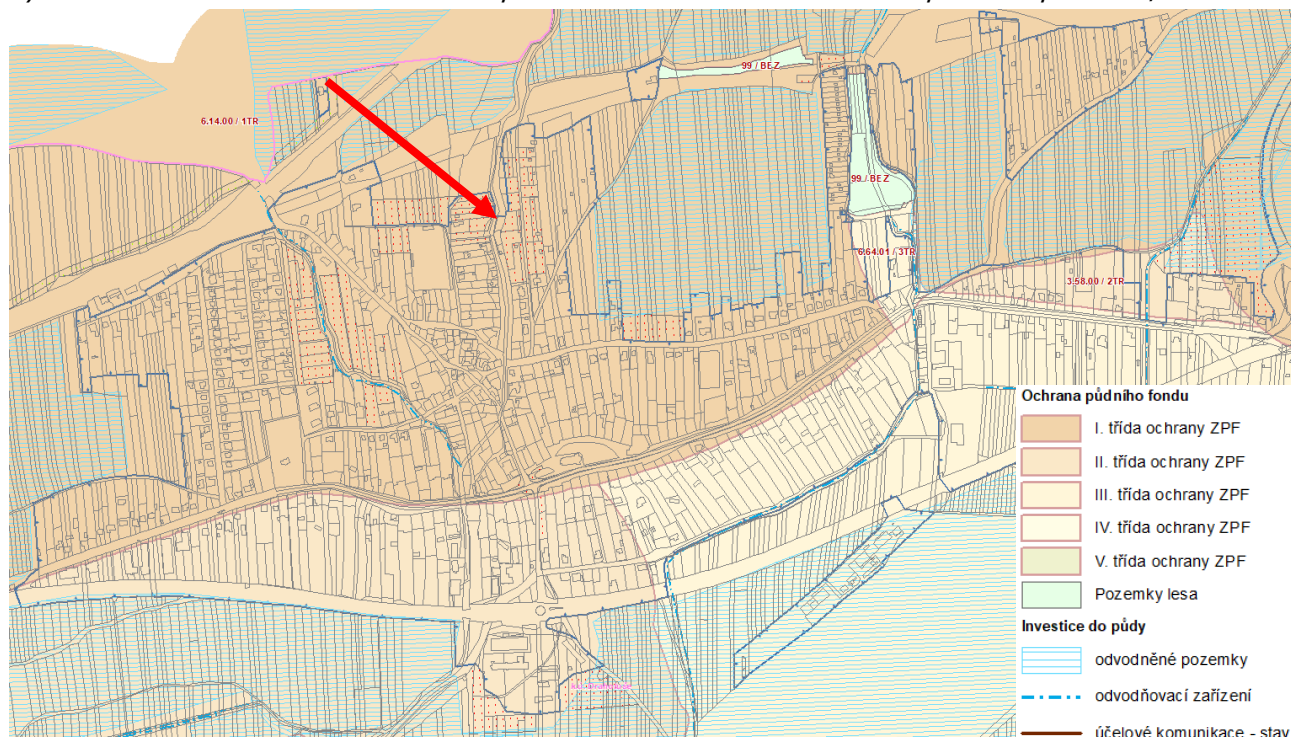 99 / BEZ
6.14.00 / 1TR
99 / BEZ
6.64.01 / 3TR
3.58.00 / 2TR
Ochrana půdního fondu
I. třída ochrany ZPF
II. třída ochrany ZPF
III. třída ochrany ZPF
IV. třída ochrany ZPF
V. třída ochrany ZPF
Pozemky lesa
Investice do půdy
odvodněné pozemky
odvodňovací zařízení
účelové komunikace - stav